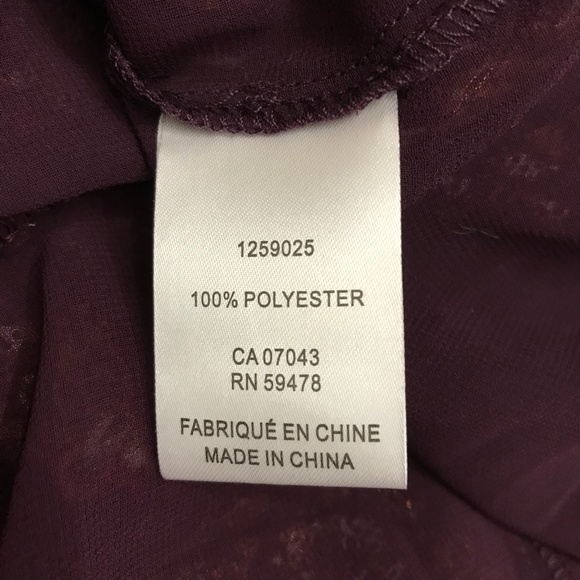 1259025
100% POLYESTER
CA 07043
RN 59478
FABRIQUÉ EN CHINE
MADE IN CHINA